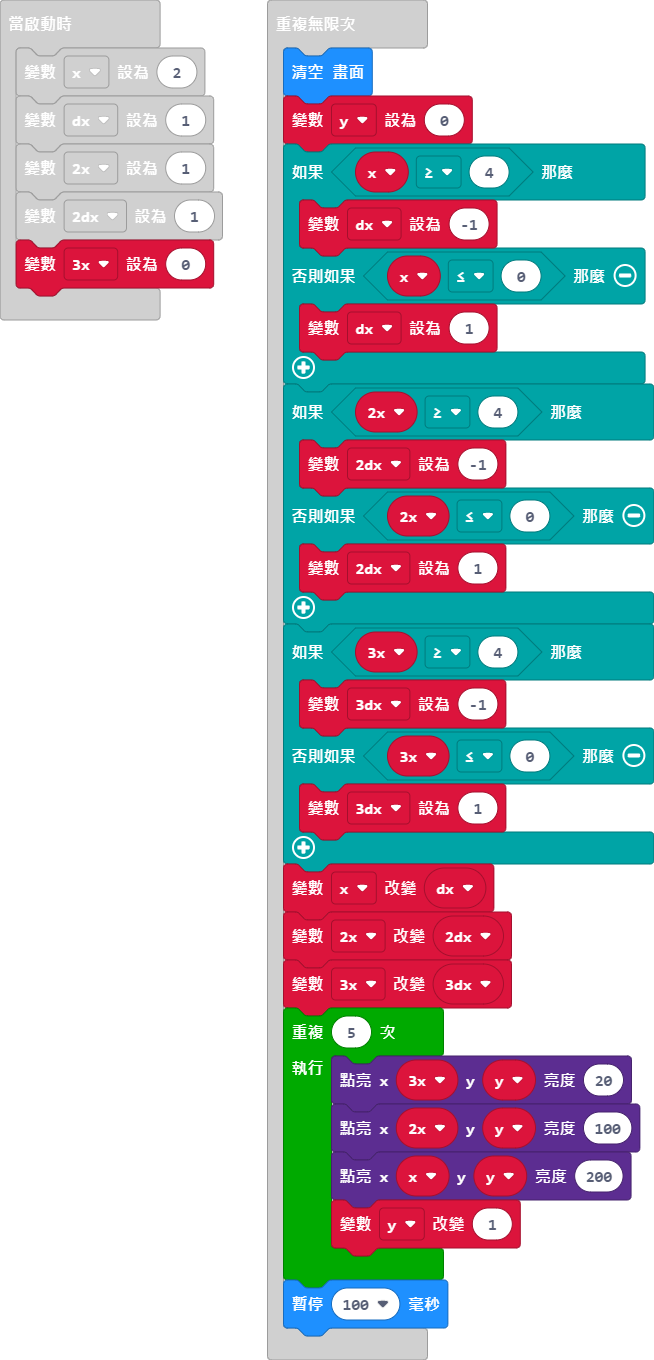 當啟動時
變數 x 設為 2
變數 dx 設為 1
變數 2x 設為 1
變數 2dx 設為 1
變數 3x 設為 0
重複無限次
清空 畫面
變數 y 設為 0
如果 x ≥ 4 那麼
變數 dx 設為 -1
否則如果 x ≤ 0 那麼
變數 dx 設為 1
如果 2x ≥ 4 那麼
變數 2dx 設為 -1
否則如果 2x ≤ 0 那麼
變數 2dx 設為 1
如果 3x ≥ 4 那麼
變數 3dx 設為 -1
否則如果 3x ≤ 0 那麼
變數 3dx 設為 1
變數 x 改變 dx
變數 2x 改變 2dx
變數 3x 改變 3dx
重複 5 次
執行
點亮 x 3x y y 亮度 20
點亮 x 2x y y 亮度 100
點亮 x x y y 亮度 200
變數 y 改變 1
暫停 100 毫秒